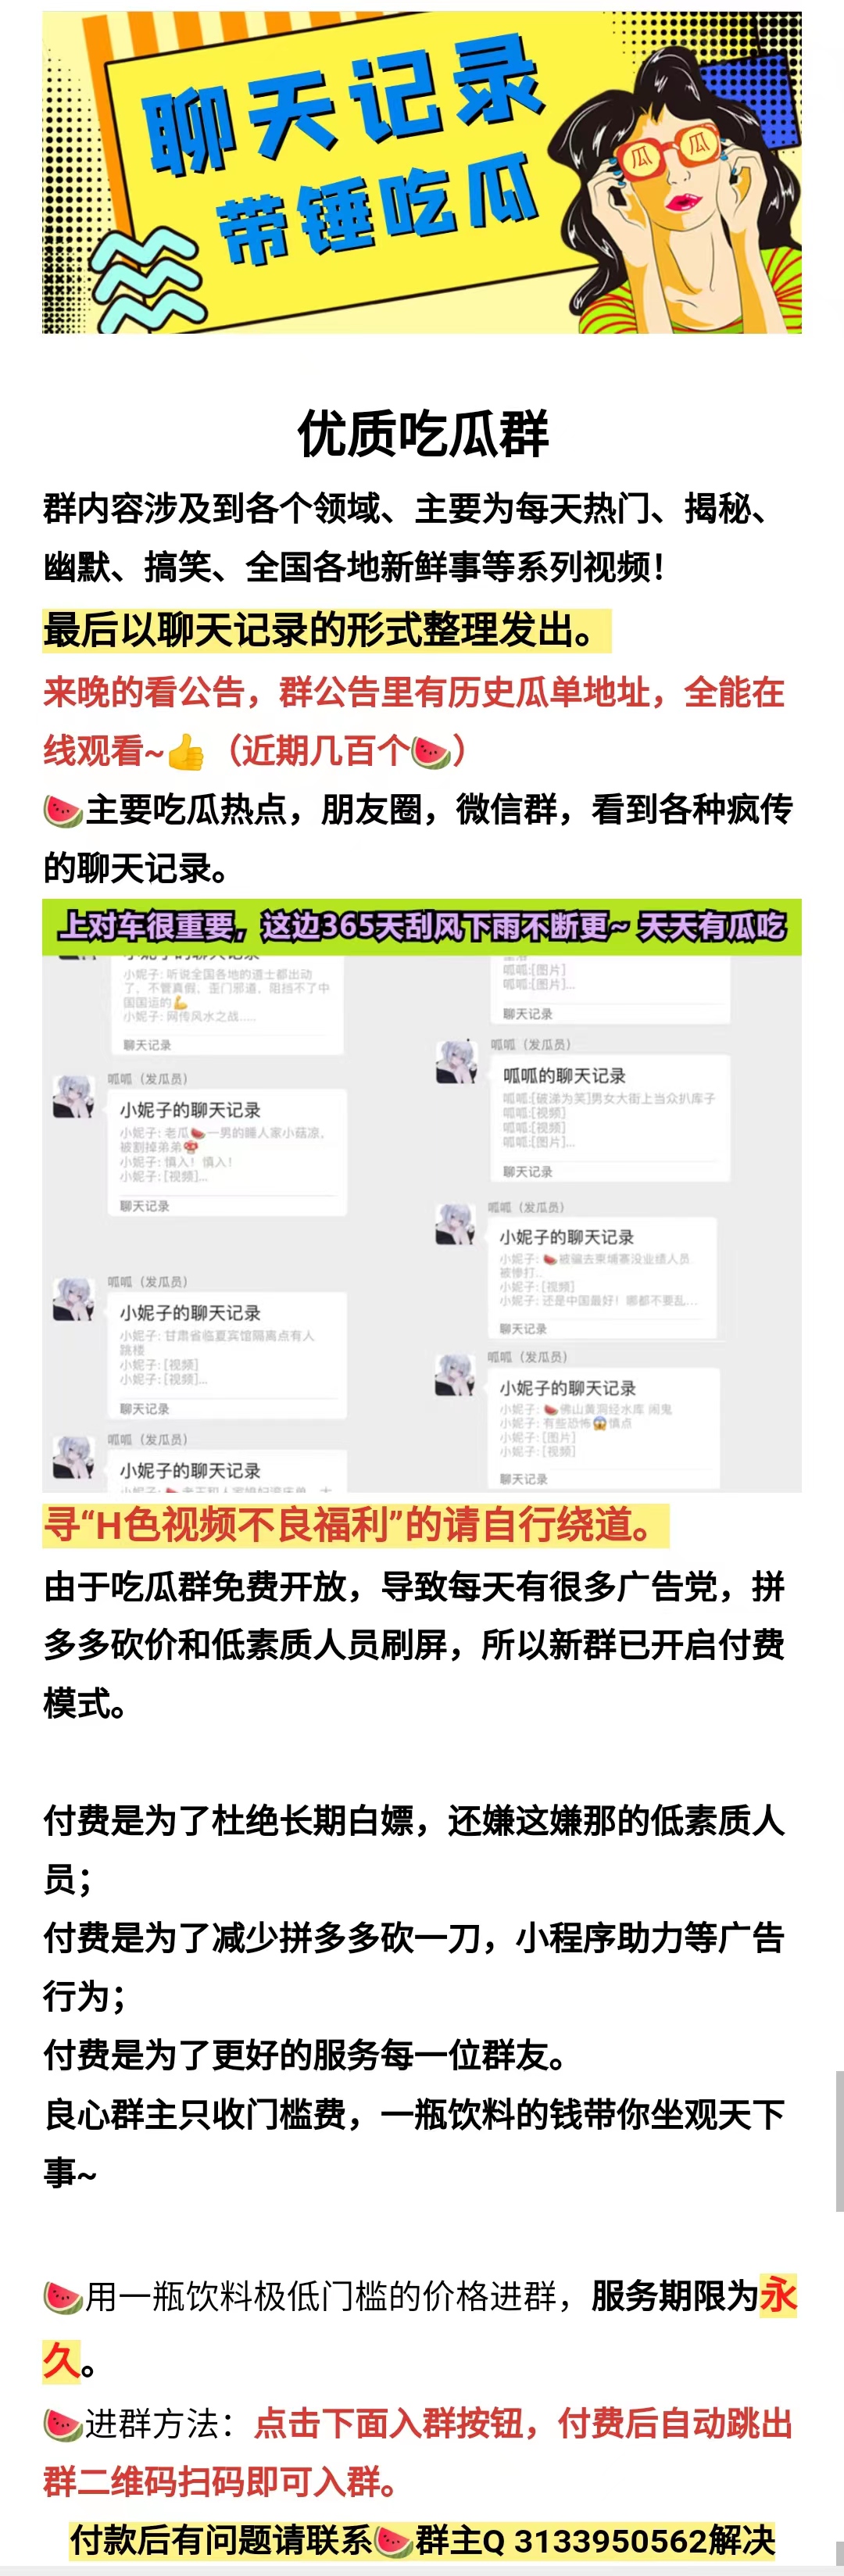 聊天记录
带锤吃瓜
瓜 瓜
优质吃瓜群
群内容涉及到各个领域、主要为每天热门、揭秘、
幽默、搞笑、全国各地新鲜事等系列视频！
最后以聊天记录的形式整理发出。
来晚的看公告，群公告里有历史瓜单地址，全能在
线观看~👍（近期几百个🍉）
🍉主要吃瓜热点，朋友圈，微信群，看到各种疯传
的聊天记录。
上对车很重要，这边365天刮风下雨不断更~ 天天有瓜吃
小妮子的聊天记录
小妮子: 听说全国各地的道士都出动
了，不管真假，歪门邪道，阻挡不了中
国国运的💪
小妮子: 网传风水之战.....
聊天记录
呱呱（发瓜员）
小妮子的聊天记录
小妮子: 老瓜🍉一男的睡人家小菇凉，
被割掉弟弟🍄
小妮子: 慎入！慎入！
小妮子: [视频]...
聊天记录
呱呱（发瓜员）
小妮子的聊天记录
小妮子: 甘肃省临夏宾馆隔离点有人
跳楼
小妮子: [视频]
小妮子: [视频]...
聊天记录
呱呱（发瓜员）
小妮子的聊天记录
呱呱:[图片]
呱呱:[图片]...
聊天记录
呱呱（发瓜员）
呱呱的聊天记录
呱呱:[破涕为笑]男女大街上当众扒库子
呱呱:[视频]
呱呱:[视频]
呱呱:[图片]...
聊天记录
呱呱（发瓜员）
小妮子的聊天记录
小妮子: 🍉被骗去柬埔寨没业绩人员
被惨打..
小妮子: [视频]
小妮子: 还是中国最好！哪都不要乱...
聊天记录
呱呱（发瓜员）
小妮子的聊天记录
小妮子: 🍉佛山黄洞经水库 闹鬼
小妮子: 有些恐怖😱慎点
小妮子: [图片]
小妮子: [视频]
聊天记录
寻“H色视频不良福利”的请自行绕道。
由于吃瓜群免费开放，导致每天有很多广告党，拼
多多砍价和低素质人员刷屏，所以新群已开启付费
模式。
付费是为了杜绝长期白嫖，还嫌这嫌那的低素质人
员；
付费是为了减少拼多多砍一刀，小程序助力等广告
行为；
付费是为了更好的服务每一位群友。
良心群主只收门槛费，一瓶饮料的钱带你坐观天下
事~
🍉用一瓶饮料极低门槛的价格进群，服务期限为永
久。
🍉进群方法：点击下面入群按钮，付费后自动跳出
群二维码扫码即可入群。
付款后有问题请联系🍉群主Q 3133950562解决